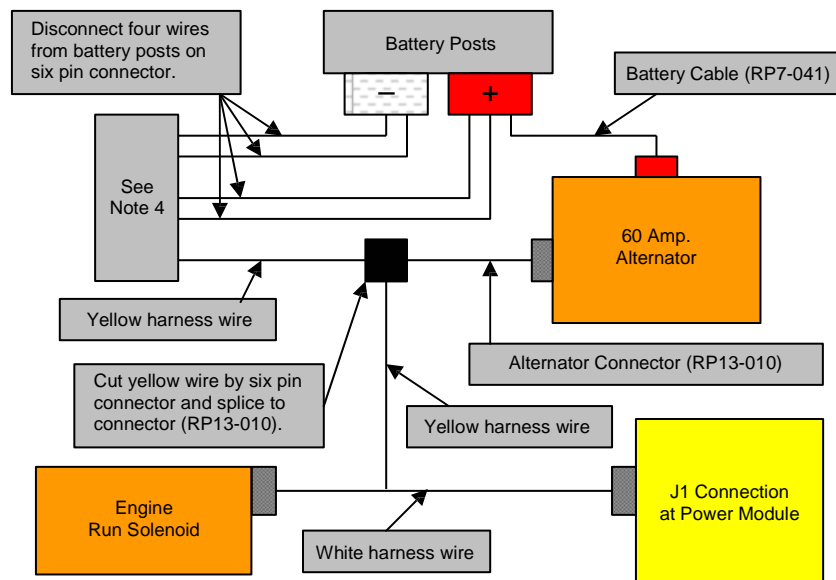 Disconnect four wires
from battery posts on
six pin connector.
Battery Posts
−
+
Battery Cable (RP7-041)
See
Note 4
60 Amp.
Alternator
Yellow harness wire
Alternator Connector (RP13-010)
Cut yellow wire by six pin
connector and splice to
connector (RP13-010).
Yellow harness wire
Engine
Run Solenoid
J1 Connection
at Power Module
White harness wire